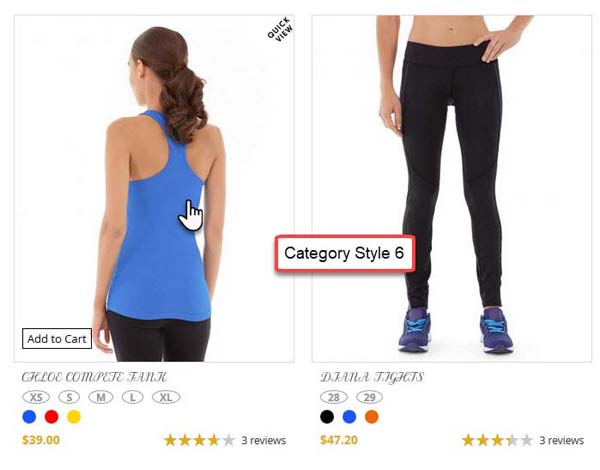 QUICK
VIEW
Category Style 6
Add to Cart
CHLOE COMPETE TANK
XS S M L XL
$39.00
3 reviews
DIANA TIGHTS
28 29
$47.20
3 reviews